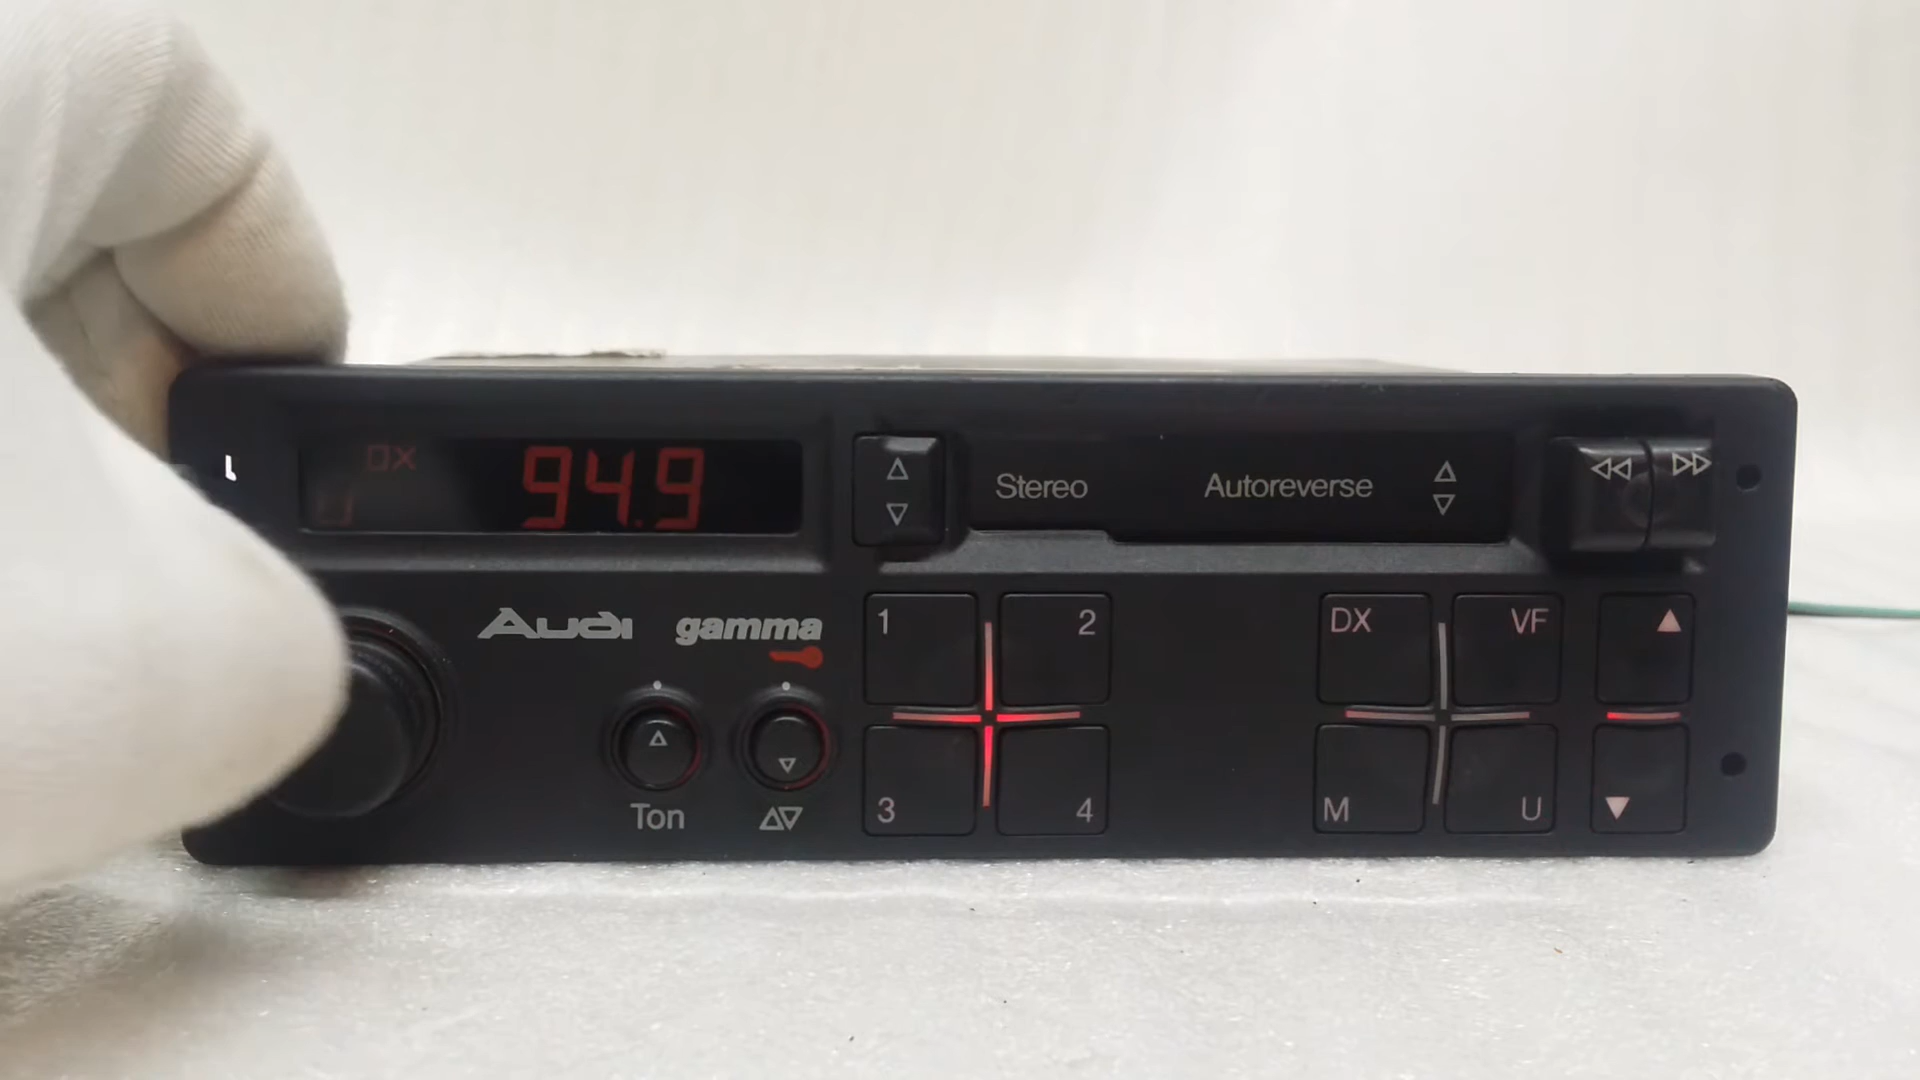 DX
U
94.9
Stereo
Autoreverse
Audi
gamma
Ton
1
2
3
4
DX
VF
M
U